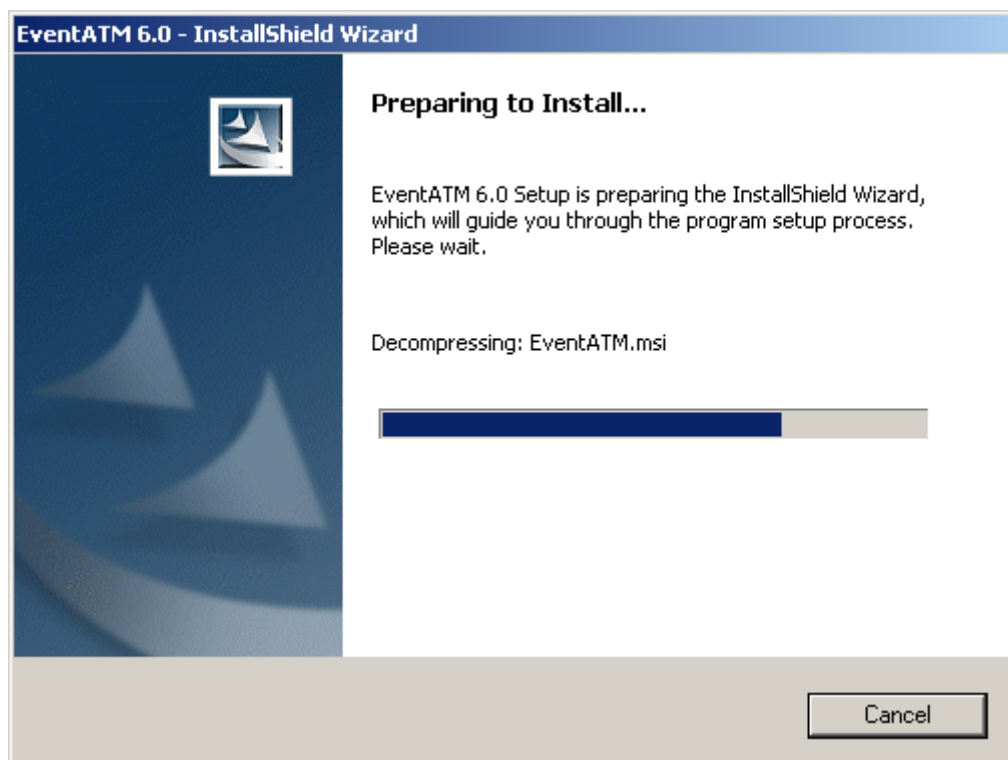 EventATM 6.0 - InstallShield Wizard
Preparing to Install...
EventATM 6.0 Setup is preparing the InstallShield Wizard,
which will guide you through the program setup process.
Please wait.
Decompressing: EventATM.msi
Cancel